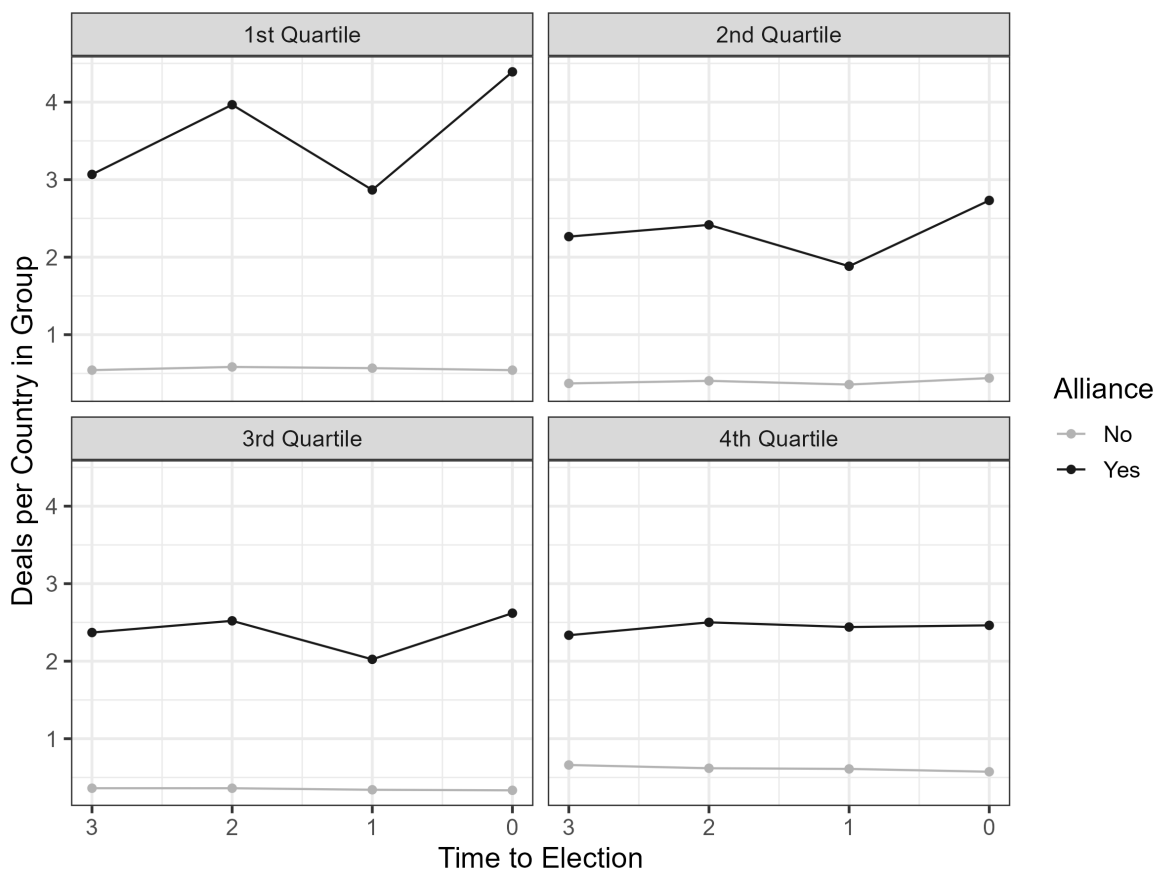 1st Quartile
2nd Quartile
4
3
2
1
3rd Quartile
4th Quartile
4
3
2
1
3 2 1 0
3 2 1 0
Time to Election
Deals per Country in Group
Alliance
No
Yes